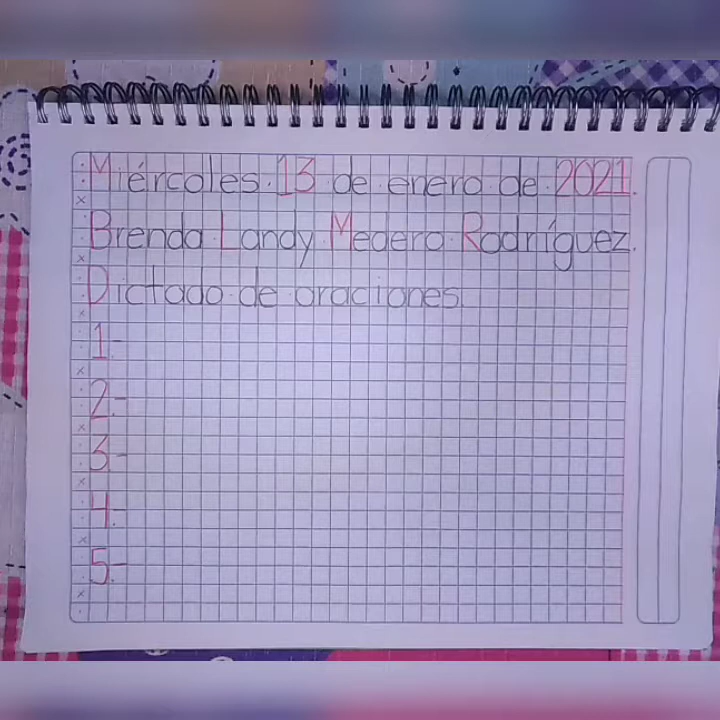 Miércoles 13 de enero de 2021.
Brenda Landy Medero Rodríguez.
Dictado de oraciones.
1.-
2.-
3.-
4.-
5.-